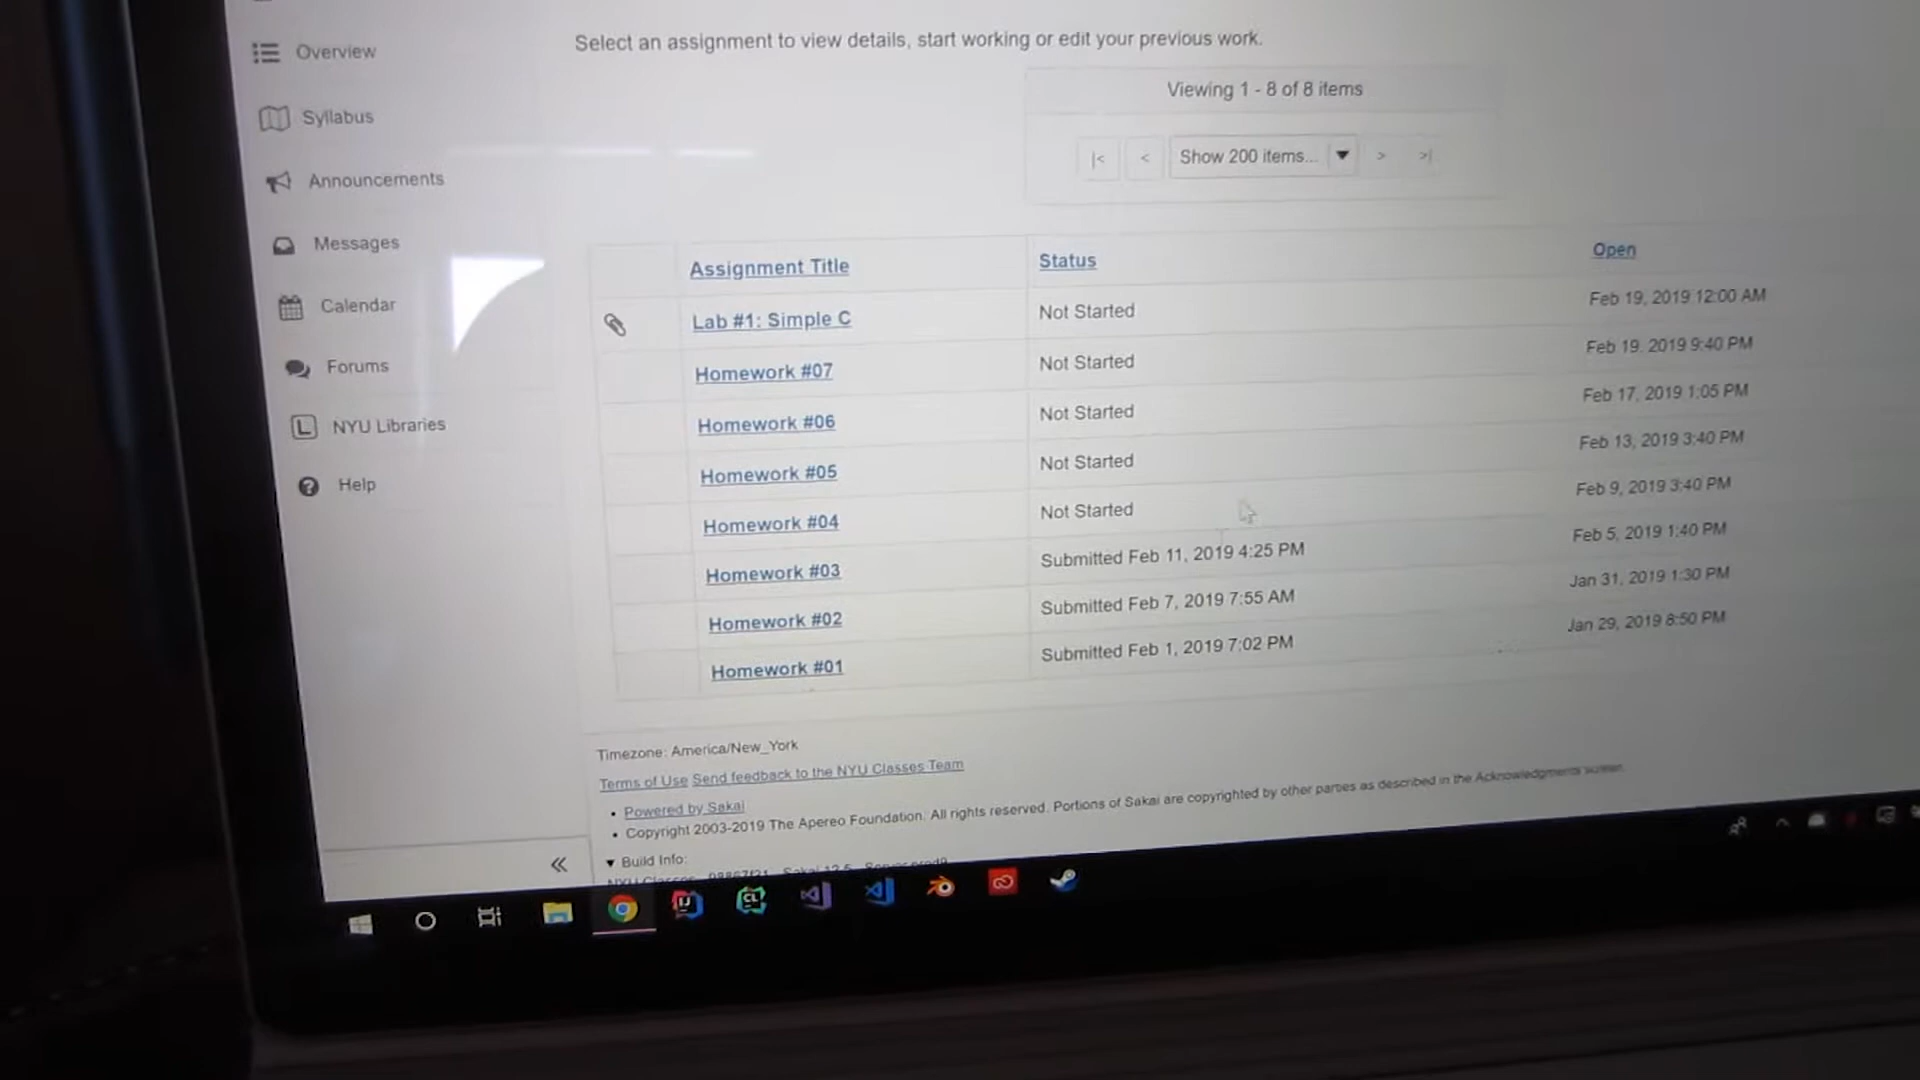 Overview
Syllabus
Announcements
Messages
Calendar
Forums
NYU Libraries
Help
Select an assignment to view details, start working or edit your previous work.
Viewing 1 - 8 of 8 items
|< < Show 200 items... > >|
Assignment Title Status Open
Lab #1: Simple C Not Started Feb 19, 2019 12:00 AM
Homework #07 Not Started Feb 19. 2019 9:40 PM
Homework #06 Not Started Feb 17, 2019 1:05 PM
Homework #05 Not Started Feb 13, 2019 3:40 PM
Homework #04 Not Started Feb 9, 2019 3:40 PM
Homework #03 Submitted Feb 11, 2019 4:25 PM Feb 5, 2019 1:40 PM
Homework #02 Submitted Feb 7, 2019 7:55 AM Jan 31, 2019 1:30 PM
Homework #01 Submitted Feb 1, 2019 7:02 PM Jan 29, 2019 8:50 PM
Timezone: America/New_York
Terms of Use Send feedback to the NYU Classes Team
• Powered by Sakai
• Copyright 2003-2019 The Apereo Foundation. All rights reserved. Portions of Sakai are copyrighted by other parties as described in the Acknowledgments screen.
▼ Build Info:
«
IJ
CL